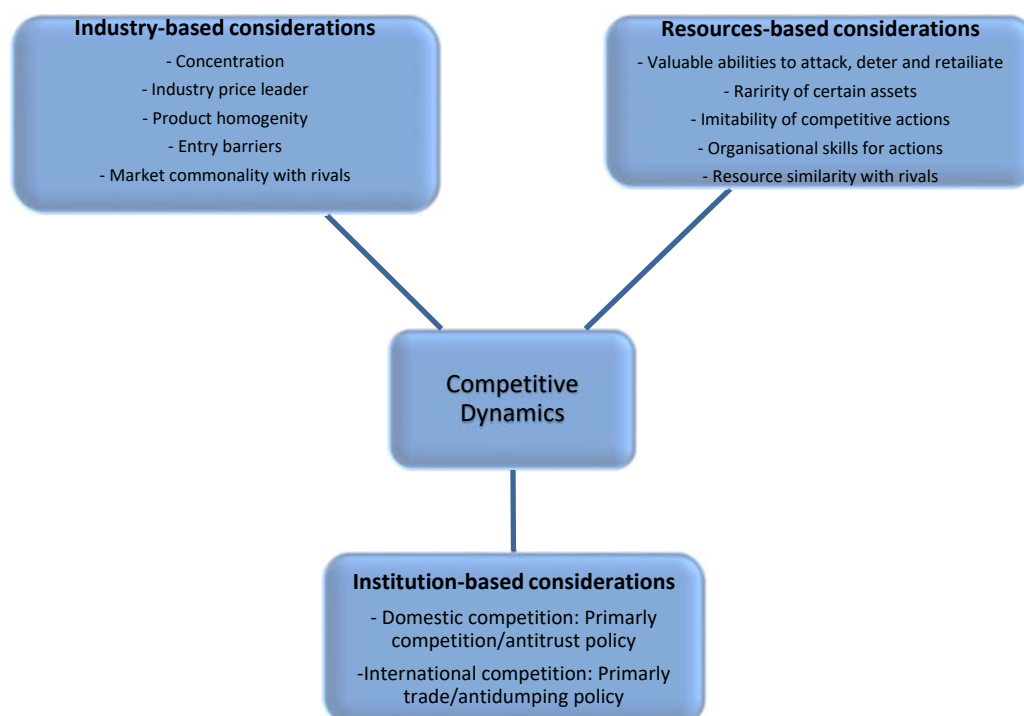 Industry-based considerations
- Concentration
- Industry price leader
- Product homogenity
- Entry barriers
- Market commonality with rivals
Resources-based considerations
- Valuable abilities to attack, deter and retailiate
- Raririty of certain assets
- Imitability of competitive actions
- Organisational skills for actions
- Resource similarity with rivals
Competitive
Dynamics
Institution-based considerations
- Domestic competition: Primarly
competition/antitrust policy
-International competition: Primarly
trade/antidumping policy